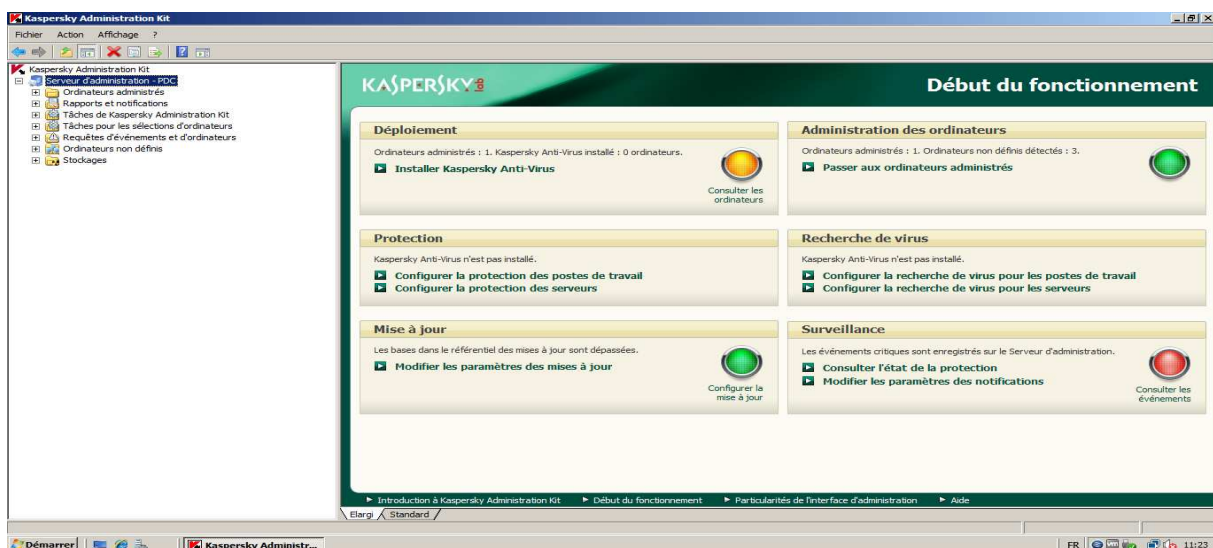 Kaspersky Administration Kit
Fichier Action Affichage ?
Kaspersky Administration Kit
Serveur d'administration - PDC
Ordinateurs administrés
Rapports et notifications
Tâches de Kaspersky Administration Kit
Tâches pour les sélections d'ordinateurs
Requêtes d'événements et d'ordinateurs
Ordinateurs non définis
Stockages
KASPERSKY lab
Début du fonctionnement
Déploiement
Ordinateurs administrés : 1. Kaspersky Anti-Virus installé : 0 ordinateurs.
Installer Kaspersky Anti-Virus
Consulter les
ordinateurs
Administration des ordinateurs
Ordinateurs administrés : 1. Ordinateurs non définis détectés : 3.
Passer aux ordinateurs administrés
Protection
Kaspersky Anti-Virus n'est pas installé.
Configurer la protection des postes de travail
Configurer la protection des serveurs
Recherche de virus
Kaspersky Anti-Virus n'est pas installé.
Configurer la recherche de virus pour les postes de travail
Configurer la recherche de virus pour les serveurs
Mise à jour
Les bases dans le référentiel des mises à jour sont dépassées.
Modifier les paramètres des mises à jour
Configurer la
mise à jour
Surveillance
Les événements critiques sont enregistrés sur le Serveur d'administration.
Consulter l'état de la protection
Modifier les paramètres des notifications
Consulter les
événements
Introduction à Kaspersky Administration Kit Début du fonctionnement Particularités de l'interface d'administration Aide
Elargi Standard
Démarrer Kaspersky Administr... FR 11:23